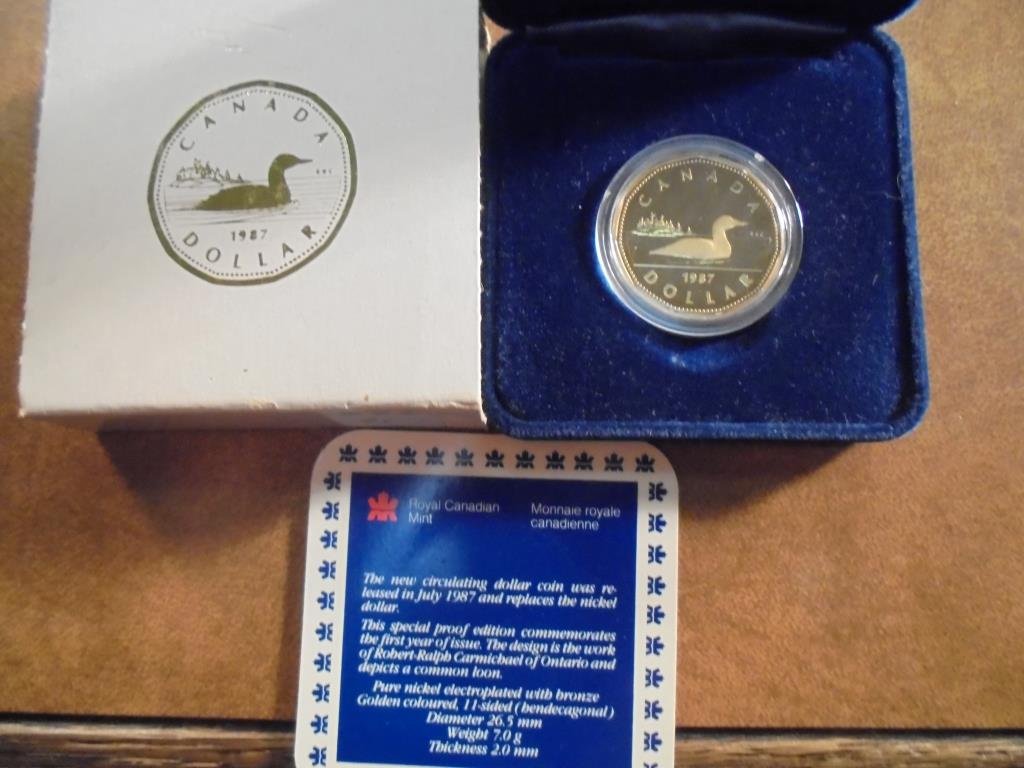 CANADA
1987
DOLLAR
CANADA
1987
DOLLAR
Royal Canadian
Mint
Monnaie royale
canadienne
The new circulating dollar coin was re-
leased in July 1987 and replaces the nickel
dollar.
This special proof edition commemorates
the first year of issue. The design is the work
of Robert-Ralph Carmichael of Ontario and
depicts a common loon.
Pure nickel electroplated with bronze
Golden coloured, 11-sided (hendecagonal)
Diameter 26.5 mm
Weight 7.0 g
Thickness 2.0 mm